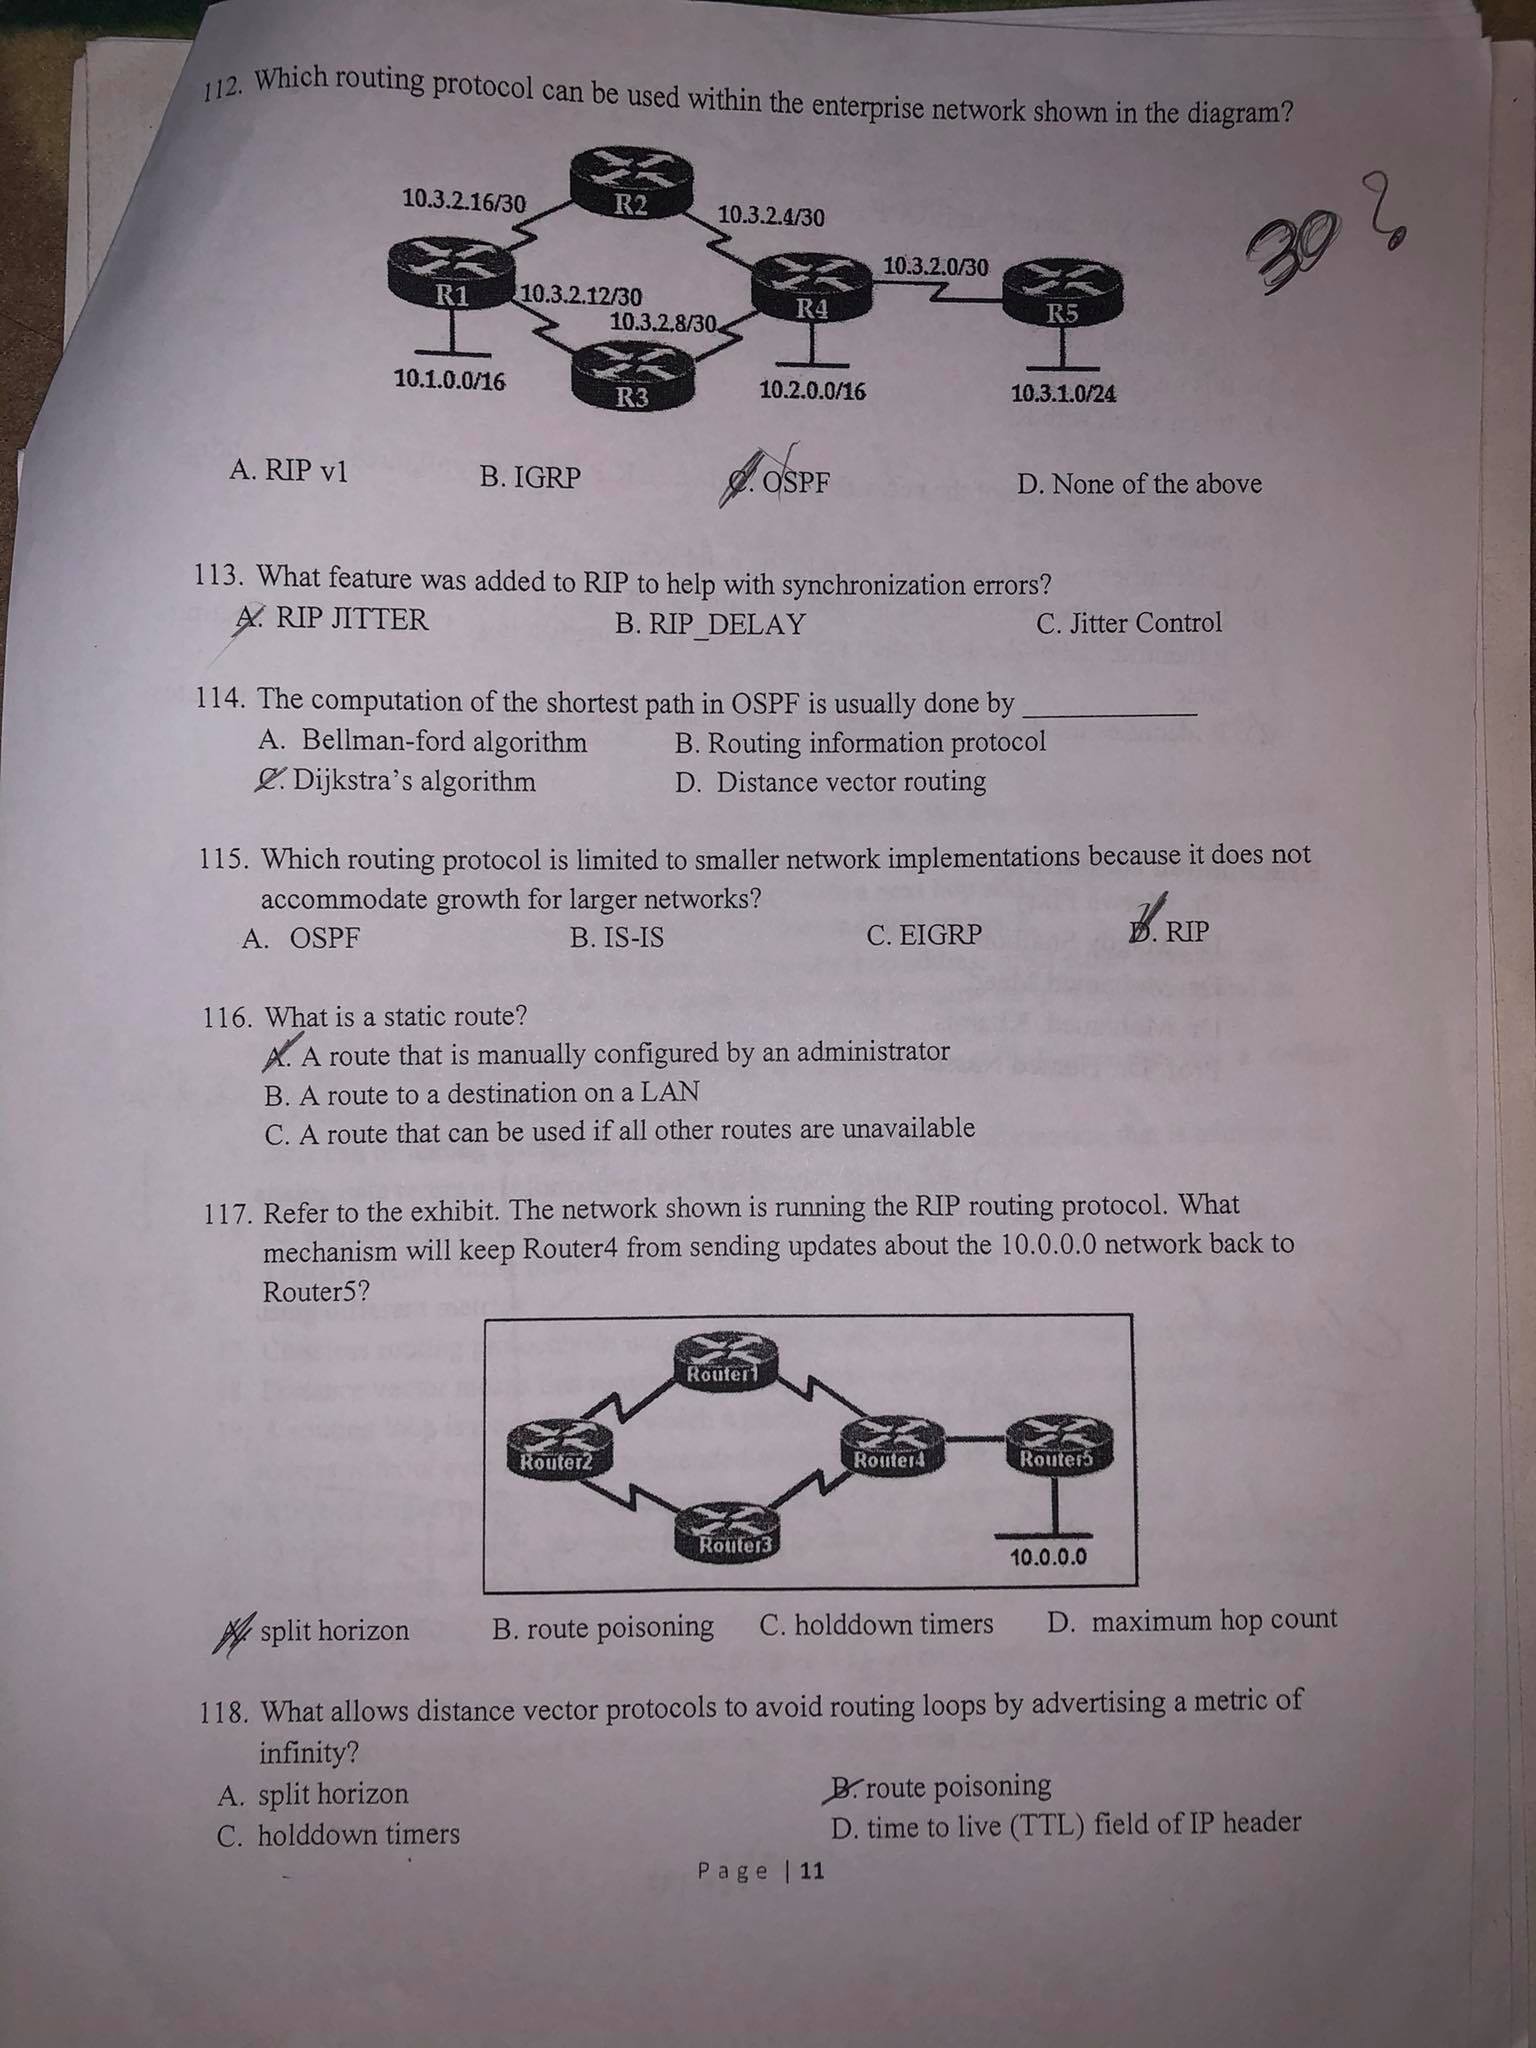 112. Which routing protocol can be used within the enterprise network shown in the diagram?
10.3.2.16/30
R2
10.3.2.4/30
30 ?
R1
10.3.2.12/30
10.3.2.8/30
R4
10.3.2.0/30
R5
10.1.0.0/16
R3
10.2.0.0/16
10.3.1.0/24
A. RIP v1 B. IGRP C. OSPF D. None of the above
113. What feature was added to RIP to help with synchronization errors?
A. RIP JITTER B. RIP_DELAY C. Jitter Control
114. The computation of the shortest path in OSPF is usually done by ____________
A. Bellman-ford algorithm B. Routing information protocol
C. Dijkstra's algorithm D. Distance vector routing
115. Which routing protocol is limited to smaller network implementations because it does not
accommodate growth for larger networks?
A. OSPF B. IS-IS C. EIGRP D. RIP
116. What is a static route?
A. A route that is manually configured by an administrator
B. A route to a destination on a LAN
C. A route that can be used if all other routes are unavailable
117. Refer to the exhibit. The network shown is running the RIP routing protocol. What
mechanism will keep Router4 from sending updates about the 10.0.0.0 network back to
Router5?
Router1
Router2
Router4
Router5
Router3
10.0.0.0
A. split horizon B. route poisoning C. holddown timers D. maximum hop count
118. What allows distance vector protocols to avoid routing loops by advertising a metric of
infinity?
A. split horizon B. route poisoning
C. holddown timers D. time to live (TTL) field of IP header
Page | 11